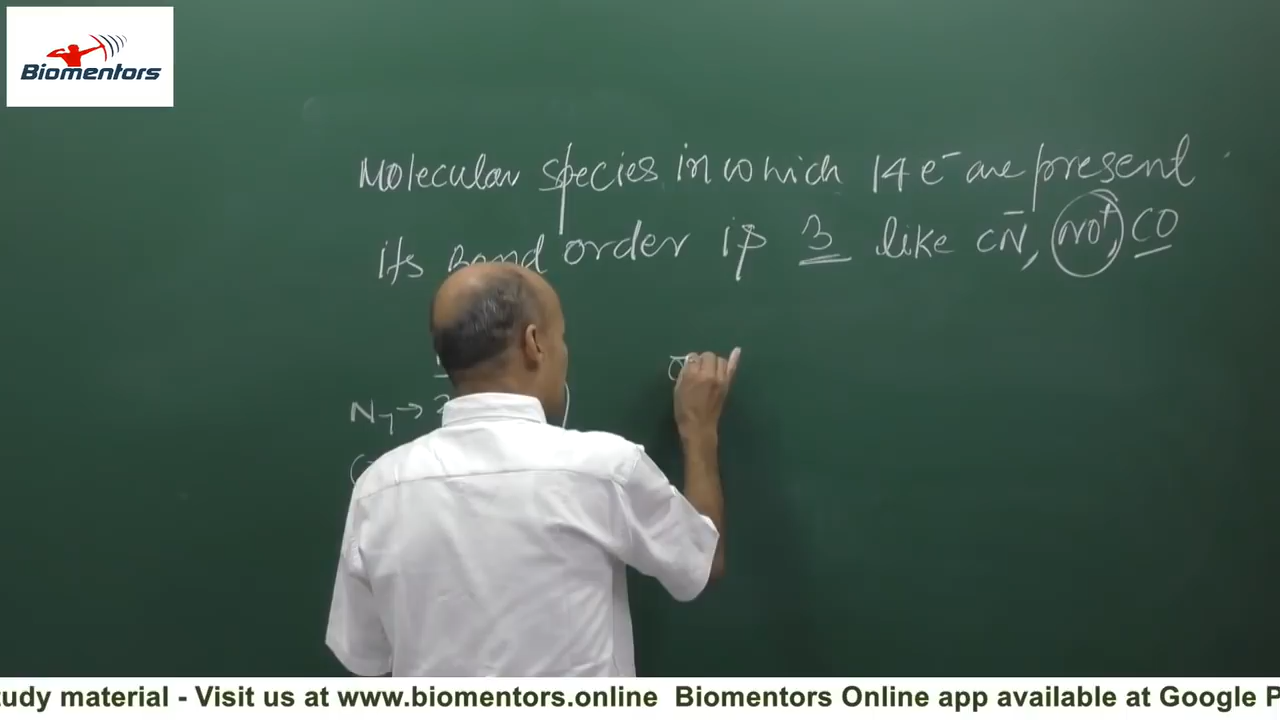 Biomentors
Molecular species in which 14 e⁻ are present
its Bond order is 3 like CN⁻, NO⁺, CO
N₇ → 2
σ
tudy material - Visit us at www.biomentors.online Biomentors Online app available at Google P